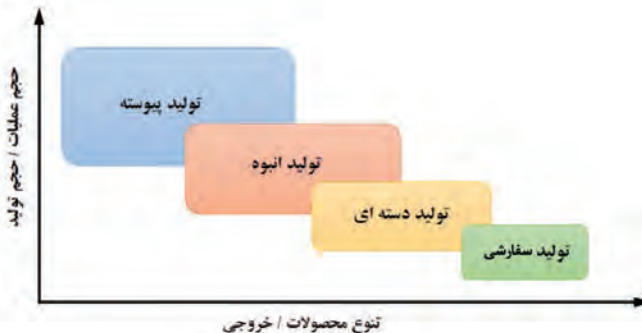 حجم عملیات / حجم تولید
تولید پیوسته
تولید انبوه
تولید دسته ای
تولید سفارشی
تنوع محصولات / خروجی